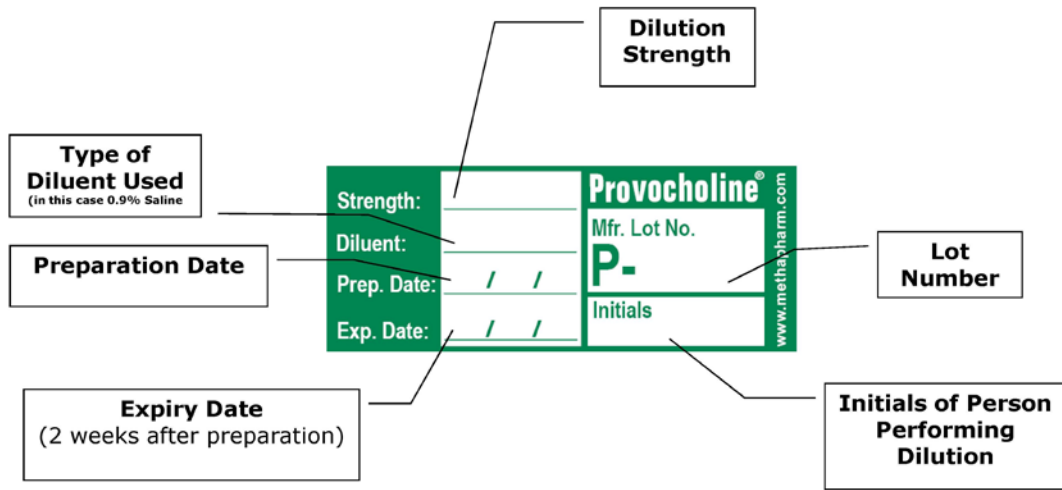 Dilution
Strength
Type of
Diluent Used
(in this case 0.9% Saline
Preparation Date
Expiry Date
(2 weeks after preparation)
Strength:
Diluent:
Prep. Date: / /
Exp. Date: / /
Provocholine®
Mfr. Lot No.
P-
Initials
www.methapharm.com
Lot
Number
Initials of Person
Performing
Dilution